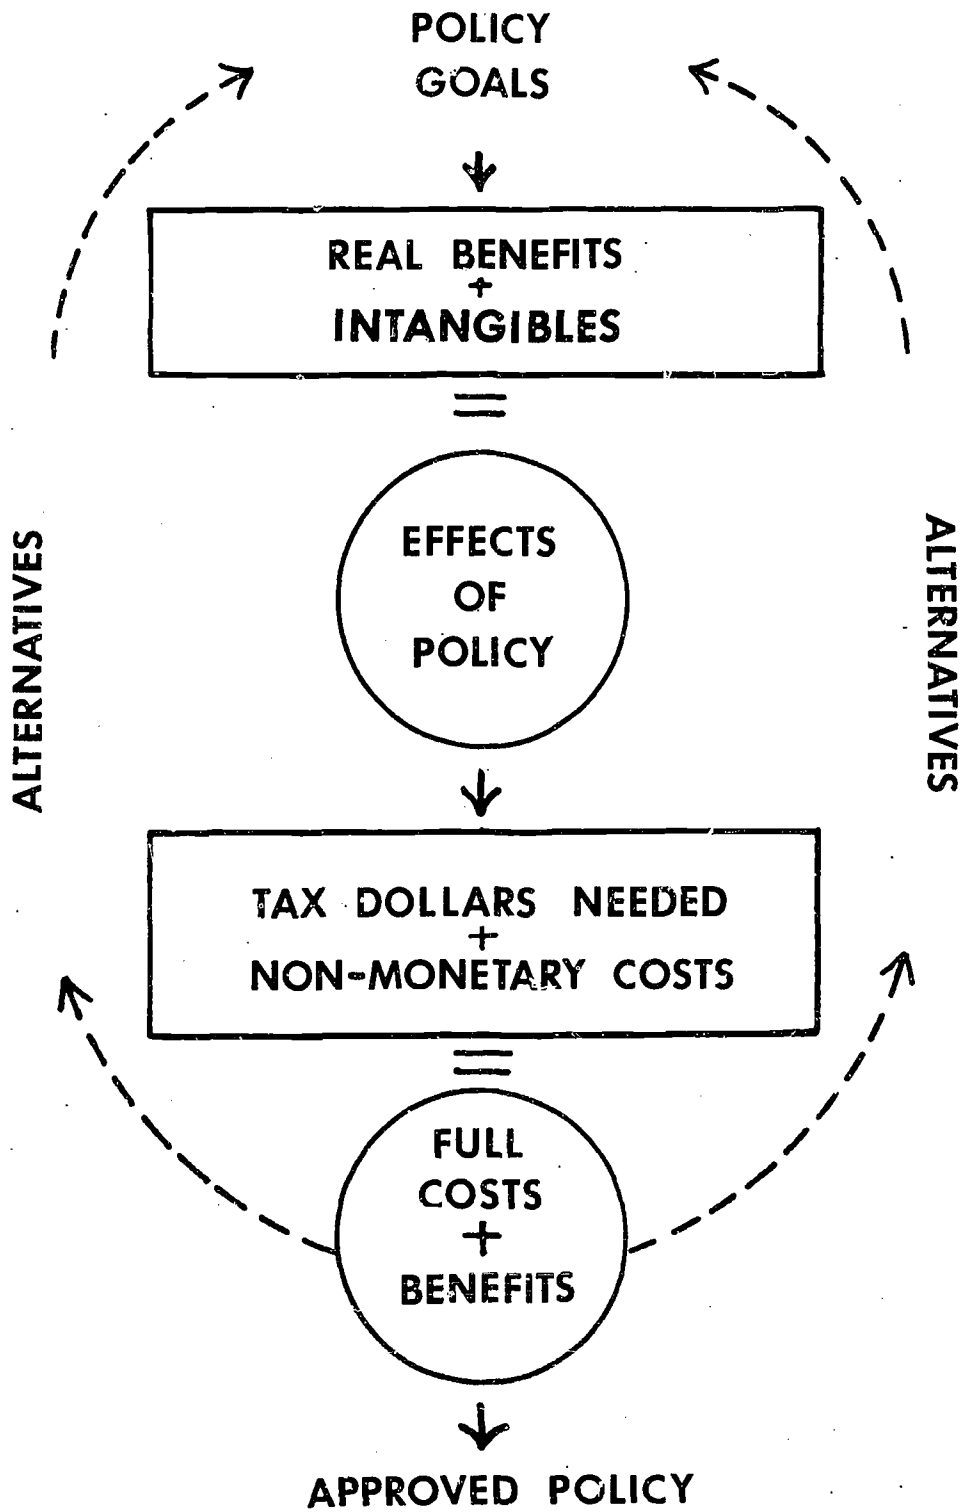 POLICY
GOALS
REAL BENEFITS
+
INTANGIBLES
=
EFFECTS
OF
POLICY
ALTERNATIVES
ALTERNATIVES
TAX DOLLARS NEEDED
+
NON-MONETARY COSTS
=
FULL
COSTS
+
BENEFITS
APPROVED POLICY